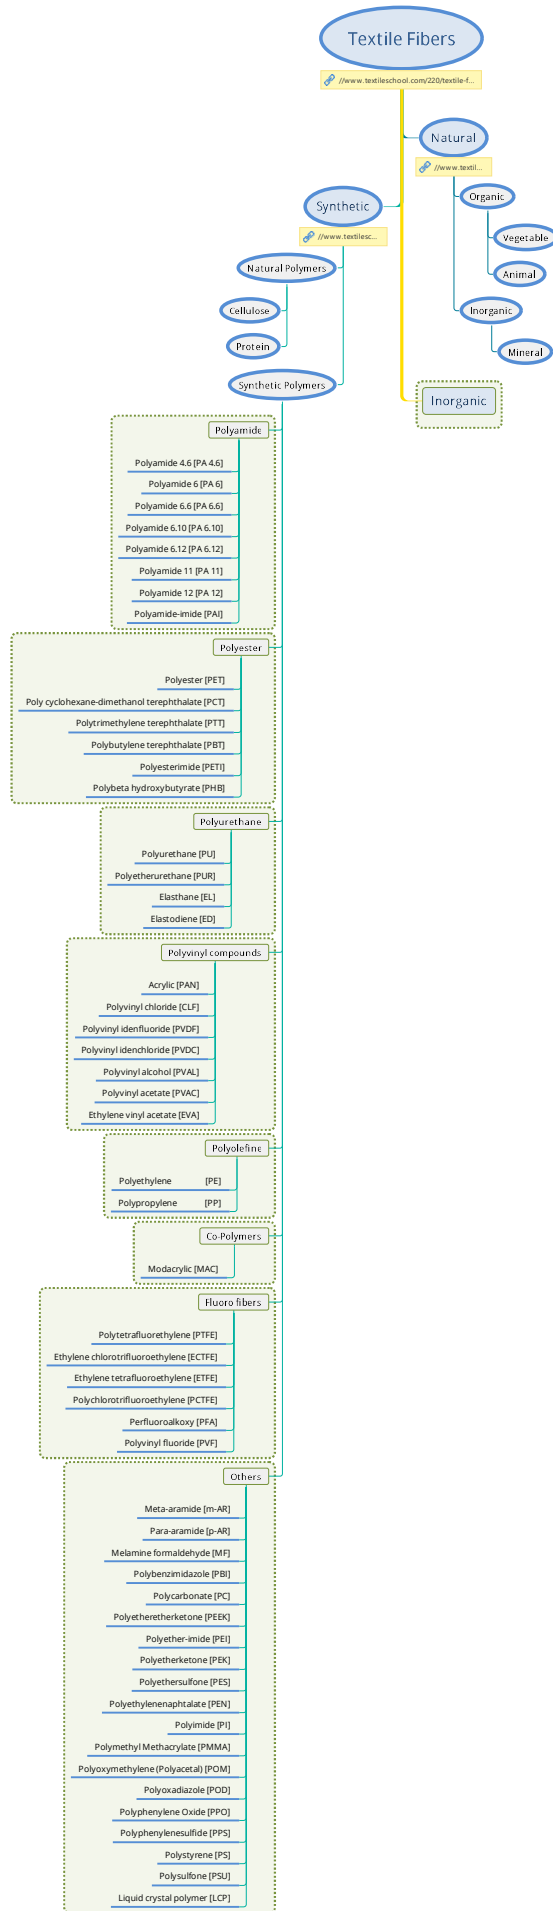 Textile Fibers
//www.textileschool.com/220/textile-f...
Natural
//www.textil...
Organic
Vegetable
Animal
Inorganic
Mineral
Synthetic
//www.textilesc...
Natural Polymers
Cellulose
Protein
Synthetic Polymers
Inorganic
Polyamide
Polyamide 4.6 [PA 4.6]
Polyamide 6 [PA 6]
Polyamide 6.6 [PA 6.6]
Polyamide 6.10 [PA 6.10]
Polyamide 6.12 [PA 6.12]
Polyamide 11 [PA 11]
Polyamide 12 [PA 12]
Polyamide-imide [PAI]
Polyester
Polyester [PET]
Poly cyclohexane-dimethanol terephthalate [PCT]
Polytrimethylene terephthalate [PTT]
Polybutylene terephthalate [PBT]
Polyesterimide [PETI]
Polybeta hydroxybutyrate [PHB]
Polyurethane
Polyurethane [PU]
Polyetherurethane [PUR]
Elasthane [EL]
Elastodiene [ED]
Polyvinyl compounds
Acrylic [PAN]
Polyvinyl chloride [CLF]
Polyvinyl idenfluoride [PVDF]
Polyvinyl idenchloride [PVDC]
Polyvinyl alcohol [PVAL]
Polyvinyl acetate [PVAC]
Ethylene vinyl acetate [EVA]
Polyolefine
Polyethylene [PE]
Polypropylene [PP]
Co-Polymers
Modacrylic [MAC]
Fluoro fibers
Polytetrafluorethylene [PTFE]
Ethylene chlorotrifluoroethylene [ECTFE]
Ethylene tetrafluoroethylene [ETFE]
Polychlorotrifluoroethylene [PCTFE]
Perfluoroalkoxy [PFA]
Polyvinyl fluoride [PVF]
Others
Meta-aramide [m-AR]
Para-aramide [p-AR]
Melamine formaldehyde [MF]
Polybenzimidazole [PBI]
Polycarbonate [PC]
Polyetheretherketone [PEEK]
Polyether-imide [PEI]
Polyetherketone [PEK]
Polyethersulfone [PES]
Polyethylenenaphtalate [PEN]
Polyimide [PI]
Polymethyl Methacrylate [PMMA]
Polyoxymethylene (Polyacetal) [POM]
Polyoxadiazole [POD]
Polyphenylene Oxide [PPO]
Polyphenylenesulfide [PPS]
Polystyrene [PS]
Polysulfone [PSU]
Liquid crystal polymer [LCP]